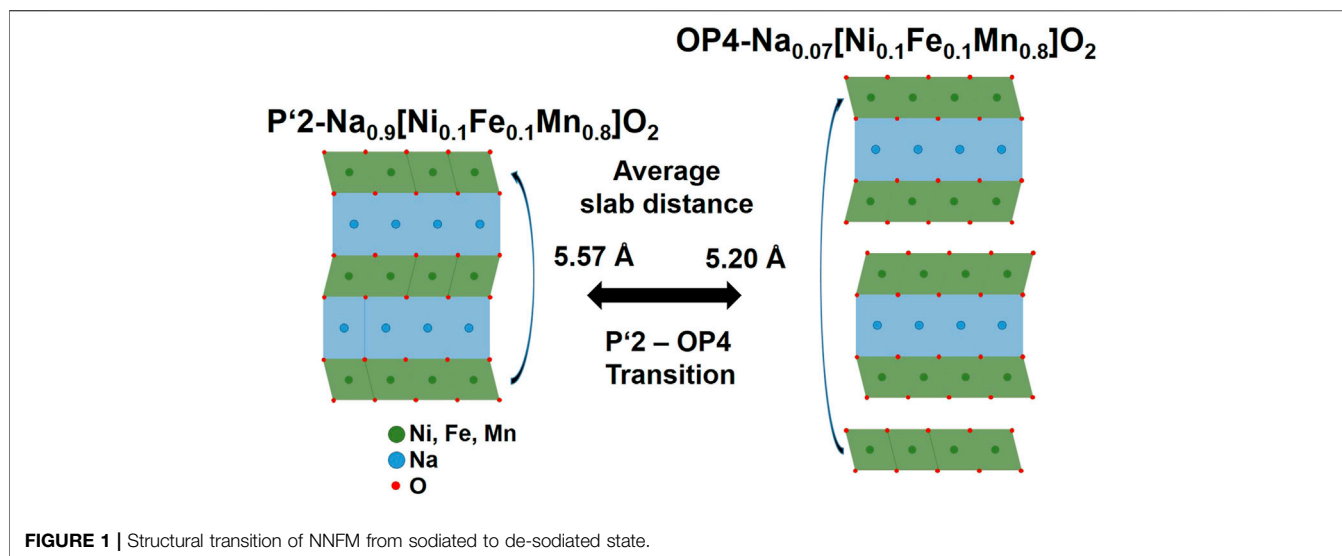 OP4-Na0.07[Ni0.1Fe0.1Mn0.8]O2
P'2-Na0.9[Ni0.1Fe0.1Mn0.8]O2
Average
slab distance
5.57 Å 5.20 Å
P'2 – OP4
Transition
Ni, Fe, Mn
Na
O
FIGURE 1 | Structural transition of NNFM from sodiated to de-sodiated state.